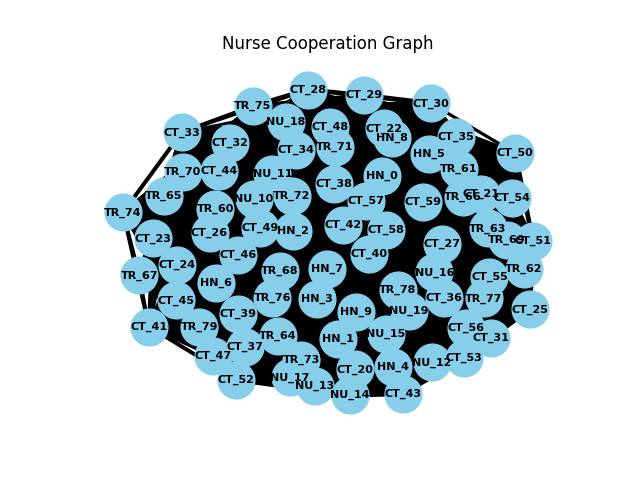 Nurse Cooperation Graph
CT_28
CT_29
CT_30
TR_75
NU_18
CT_48
CT_22
CT_33
CT_32
HN_8
CT_35
CT_34
TR_71
HN_5
CT_50
TR_70
CT_44
NU_11
HN_0
TR_61
CT_38
TR_65
NU_10
TR_72
CT_57
CT_59
TR_66
CT_21
CT_54
TR_74
TR_60
CT_23
CT_26
CT_49
HN_2
CT_42
CT_58
CT_27
TR_63
TR_69
CT_51
CT_24
CT_46
CT_40
TR_67
HN_6
TR_68
HN_7
NU_16
CT_55
TR_62
CT_45
TR_76
HN_3
TR_78
CT_36
TR_77
CT_41
TR_79
CT_39
HN_9
NU_19
CT_25
CT_47
CT_37
TR_64
HN_1
NU_15
CT_56
CT_31
TR_73
CT_20
HN_4
NU_12
CT_53
CT_52
NU_17
NU_13
NU_14
CT_43